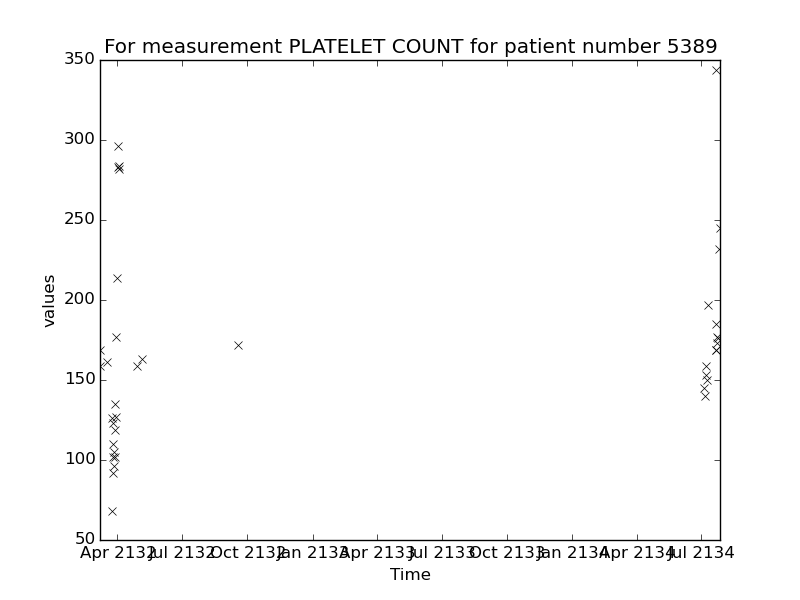 For measurement PLATELET COUNT for patient number 5389
350
300
250
200
150
100
50
values
Apr 2132 Jul 2132 Oct 2132 Jan 2133 Apr 2133 Jul 2133 Oct 2133 Jan 2134 Apr 2134 Jul 2134
Time